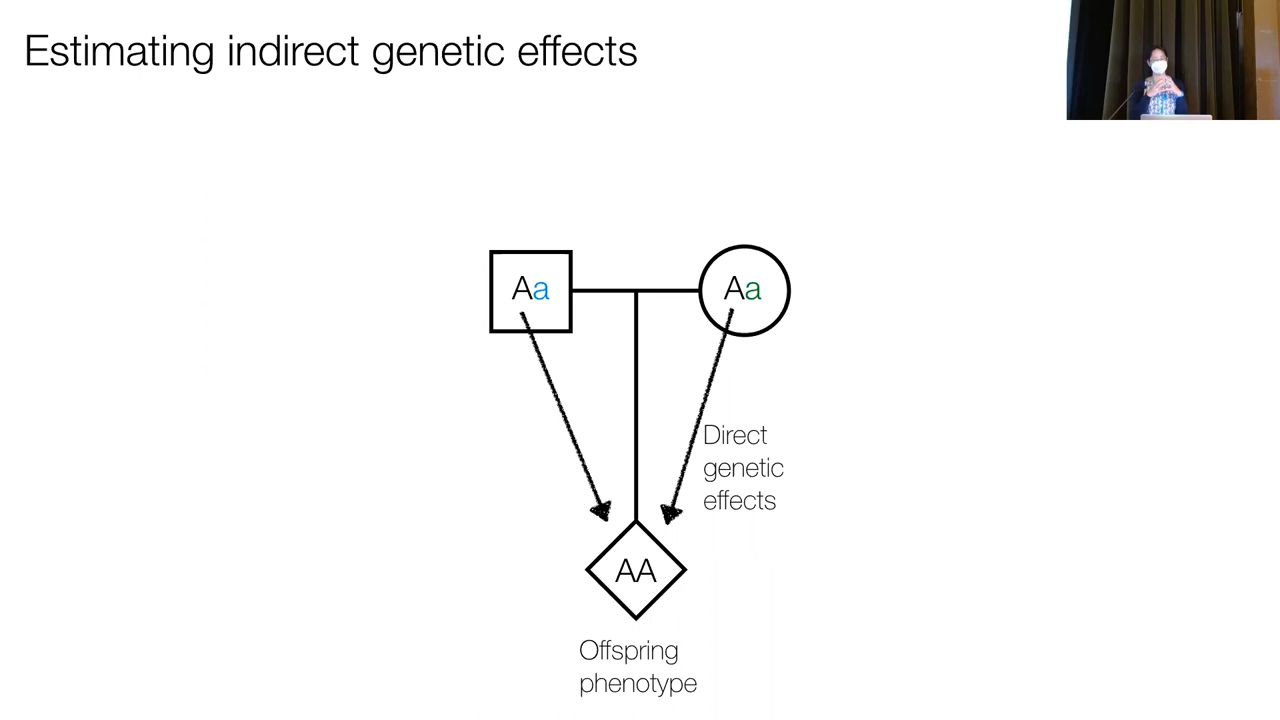 Estimating indirect genetic effects
Aa
Aa
Direct
genetic
effects
AA
Offspring
phenotype